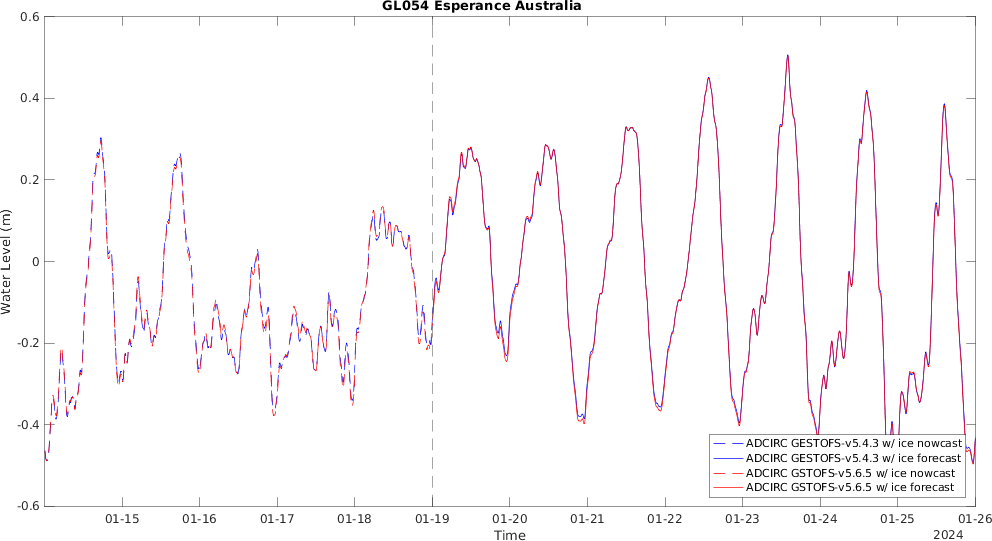 GL054 Esperance Australia
Water Level (m)
0.6
0.4
0.2
0
-0.2
-0.4
-0.6
01-15 01-16 01-17 01-18 01-19 01-20 01-21 01-22 01-23 01-24 01-25 01-26
Time
2024
ADCIRC GESTOFS-v5.4.3 w/ ice nowcast
ADCIRC GESTOFS-v5.4.3 w/ ice forecast
ADCIRC GSTOFS-v5.6.5 w/ ice nowcast
ADCIRC GSTOFS-v5.6.5 w/ ice forecast